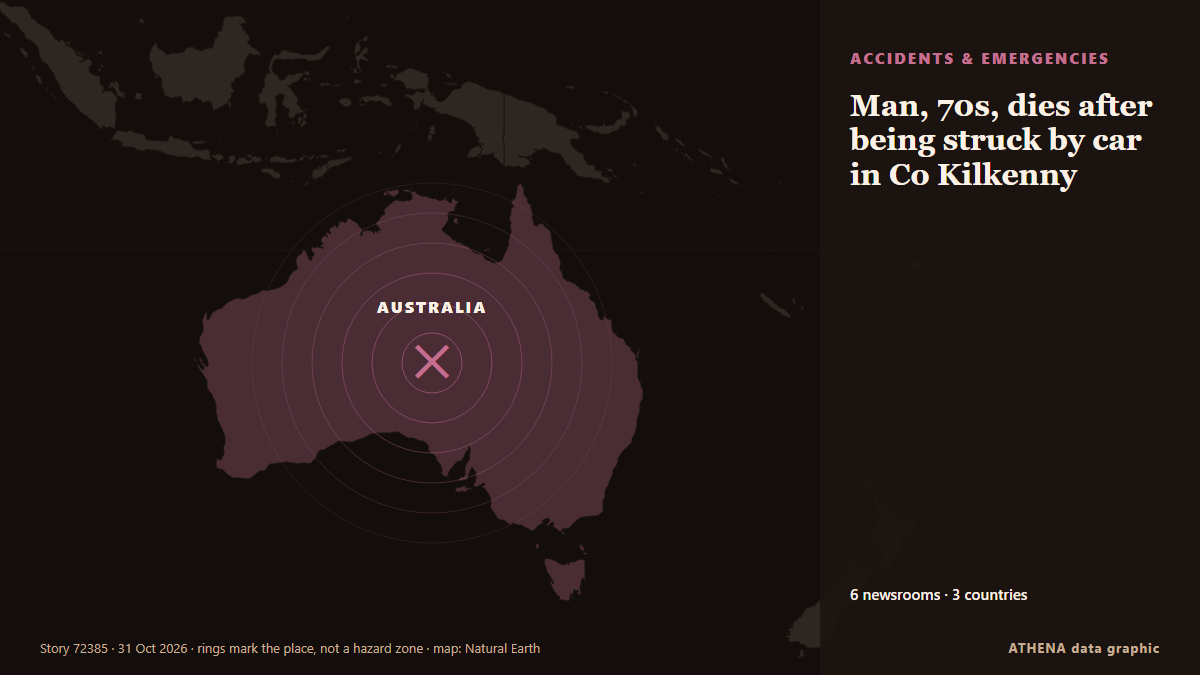 ACCIDENTS & EMERGENCIES
Man, 70s, dies after
being struck by car
in Co Kilkenny
AUSTRALIA
6 newsrooms · 3 countries
Story 72385 · 31 Oct 2026 · rings mark the place, not a hazard zone · map: Natural Earth
ATHENA data graphic